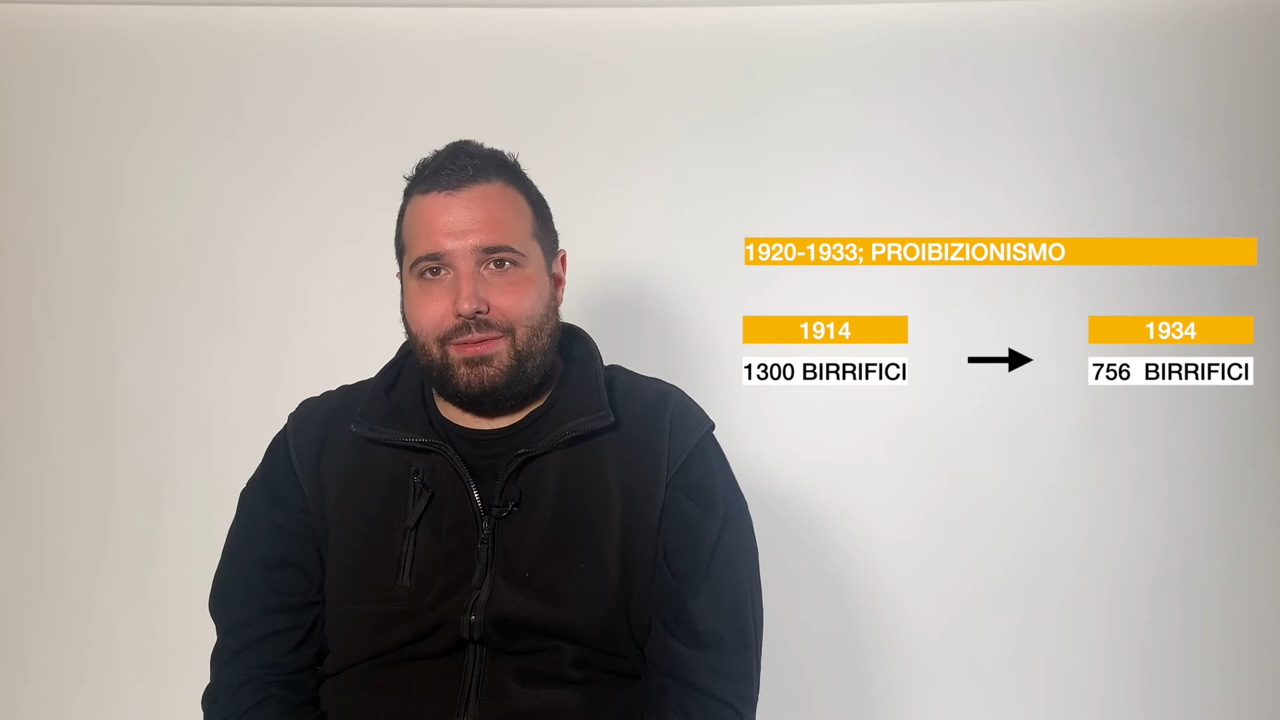 1920-1933; PROIBIZIONISMO
1914
1934
1300 BIRRIFICI
756 BIRRIFICI